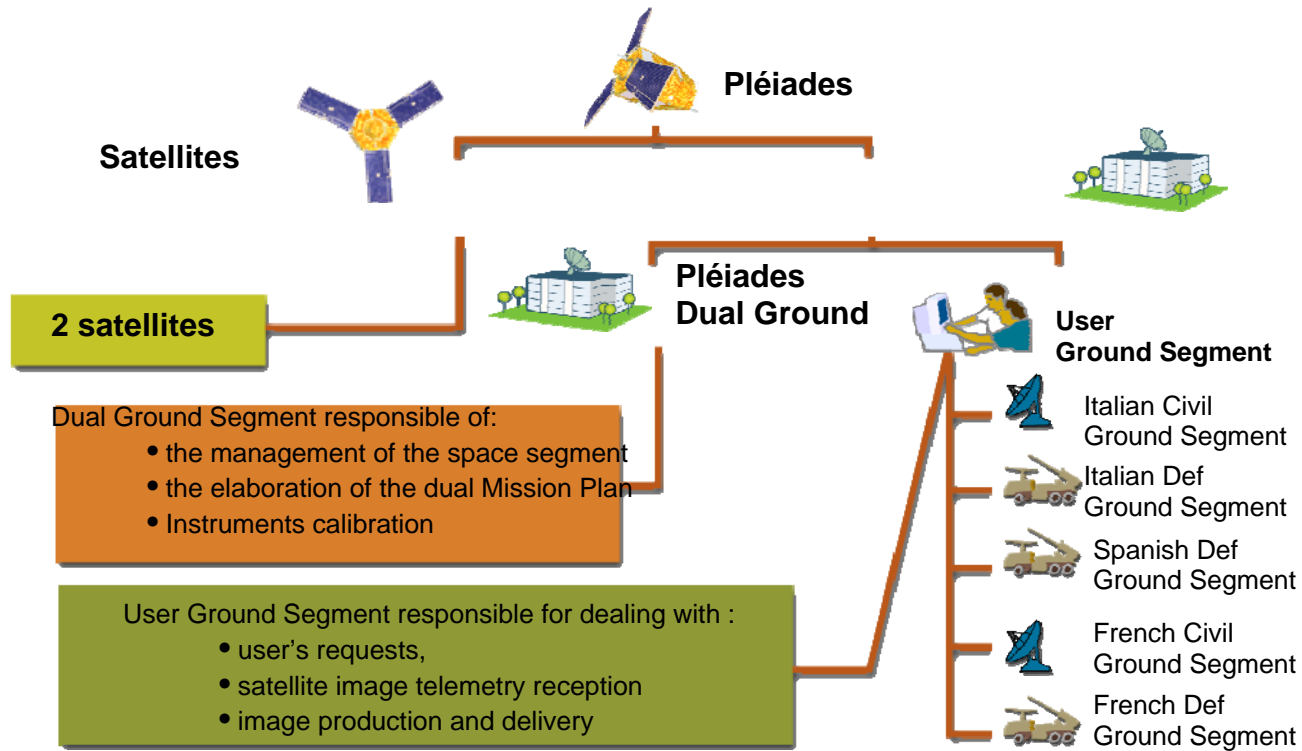 Pléiades
Satellites
2 satellites
Pléiades
Dual Ground
User
Ground Segment
Dual Ground Segment responsible of:
• the management of the space segment
• the elaboration of the dual Mission Plan
• Instruments calibration
User Ground Segment responsible for dealing with :
• user's requests,
• satellite image telemetry reception
• image production and delivery
Italian Civil
Ground Segment
Italian Def
Ground Segment
Spanish Def
Ground Segment
French Civil
Ground Segment
French Def
Ground Segment